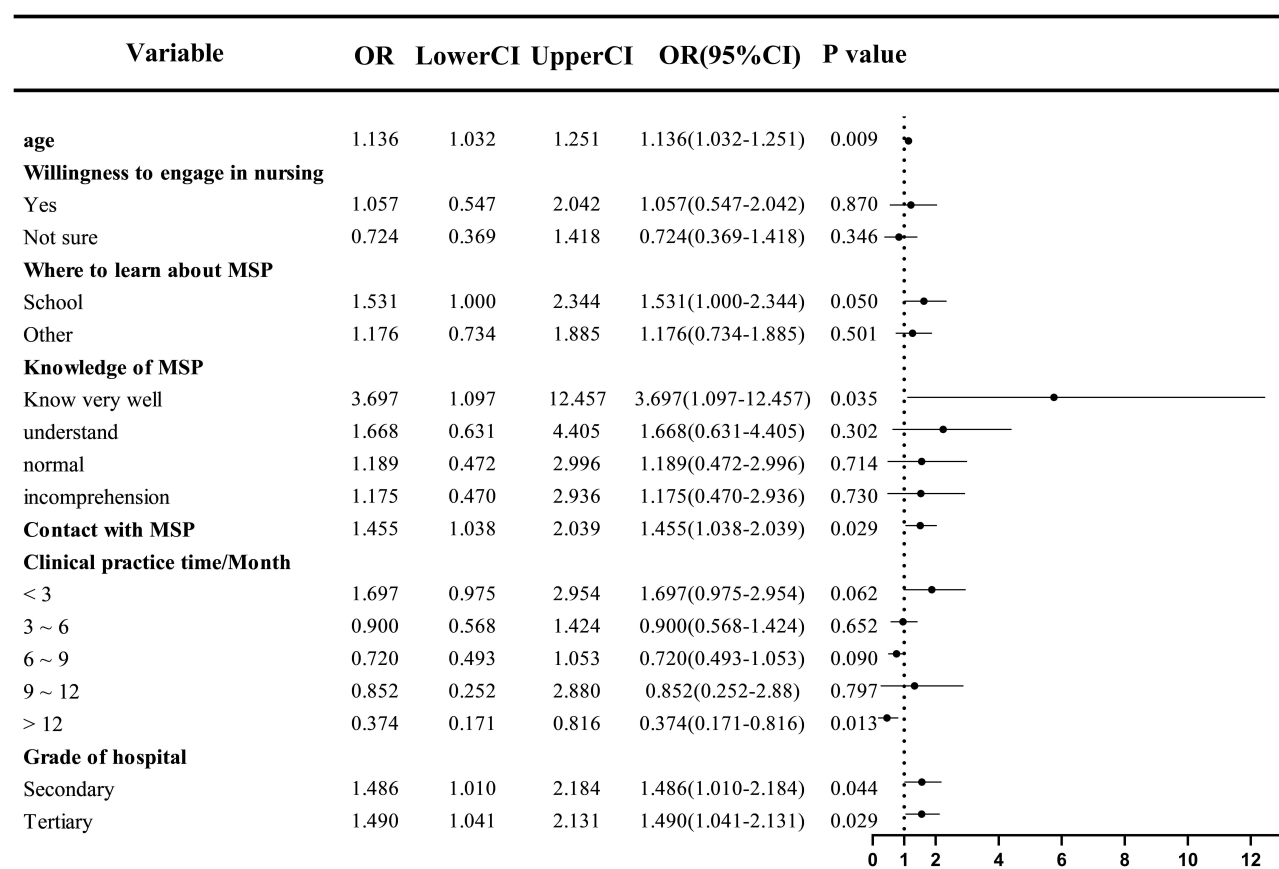 Variable OR LowerCI UpperCI OR(95%CI) P value
age 1.136 1.032 1.251 1.136(1.032-1.251) 0.009
Willingness to engage in nursing
Yes 1.057 0.547 2.042 1.057(0.547-2.042) 0.870
Not sure 0.724 0.369 1.418 0.724(0.369-1.418) 0.346
Where to learn about MSP
School 1.531 1.000 2.344 1.531(1.000-2.344) 0.050
Other 1.176 0.734 1.885 1.176(0.734-1.885) 0.501
Knowledge of MSP
Know very well 3.697 1.097 12.457 3.697(1.097-12.457) 0.035
understand 1.668 0.631 4.405 1.668(0.631-4.405) 0.302
normal 1.189 0.472 2.996 1.189(0.472-2.996) 0.714
incomprehension 1.175 0.470 2.936 1.175(0.470-2.936) 0.730
Contact with MSP 1.455 1.038 2.039 1.455(1.038-2.039) 0.029
Clinical practice time/Month
< 3 1.697 0.975 2.954 1.697(0.975-2.954) 0.062
3 ~ 6 0.900 0.568 1.424 0.900(0.568-1.424) 0.652
6 ~ 9 0.720 0.493 1.053 0.720(0.493-1.053) 0.090
9 ~ 12 0.852 0.252 2.880 0.852(0.252-2.88) 0.797
> 12 0.374 0.171 0.816 0.374(0.171-0.816) 0.013
Grade of hospital
Secondary 1.486 1.010 2.184 1.486(1.010-2.184) 0.044
Tertiary 1.490 1.041 2.131 1.490(1.041-2.131) 0.029
0 1 2 4 6 8 10 12